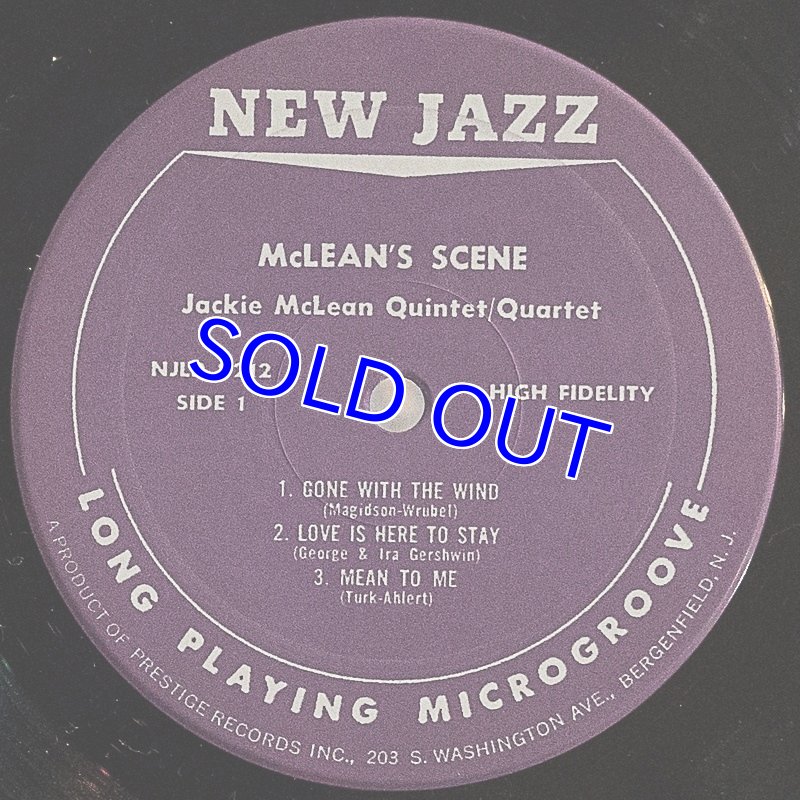 NEW JAZZ
McLEAN'S SCENE
Jackie McLean Quintet/Quartet
SIDE 1
HIGH FIDELITY
SOLD OUT
1. GONE WITH THE WIND
(Magidson-Wrubel)
2. LOVE IS HERE TO STAY
(George & Ira Gershwin)
3. MEAN TO ME
(Turk-Ahlert)
LONG PLAYING MICROGROOVE
A PRODUCT OF PRESTIGE RECORDS INC., 203 S. WASHINGTON AVE., BERGENFIELD, N. J.